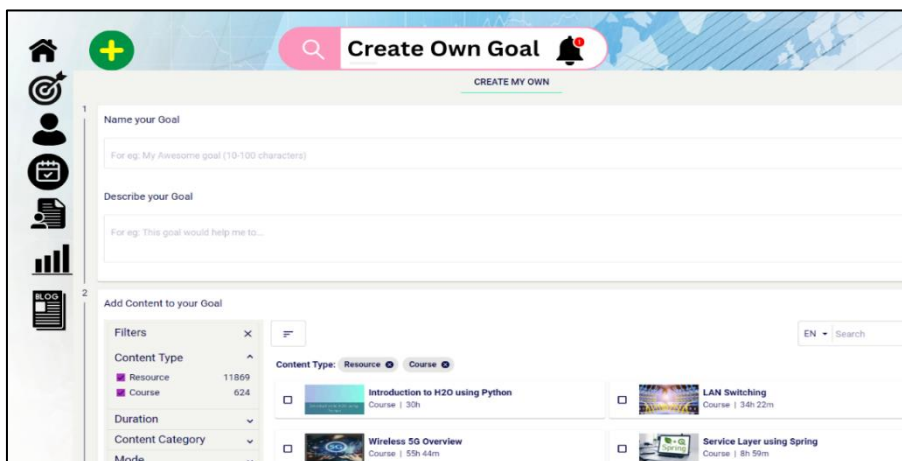 Create Own Goal
CREATE MY OWN
1
Name your Goal
For eg: My Awesome goal (10-100 characters)
Describe your Goal
For eg: This goal would help me to...
BLOG
2
Add Content to your Goal
Filters
EN Search
Content Type
Resource 11869
Course 624
Content Type: Resource Course
Introduction to H2O using Python
Course | 30h
LAN Switching
Course | 34h 22m
Duration
Content Category
Mode
5G
Wireless 5G Overview
Course | 55h 44m
Spring
Service Layer using Spring
Course | 8h 59m